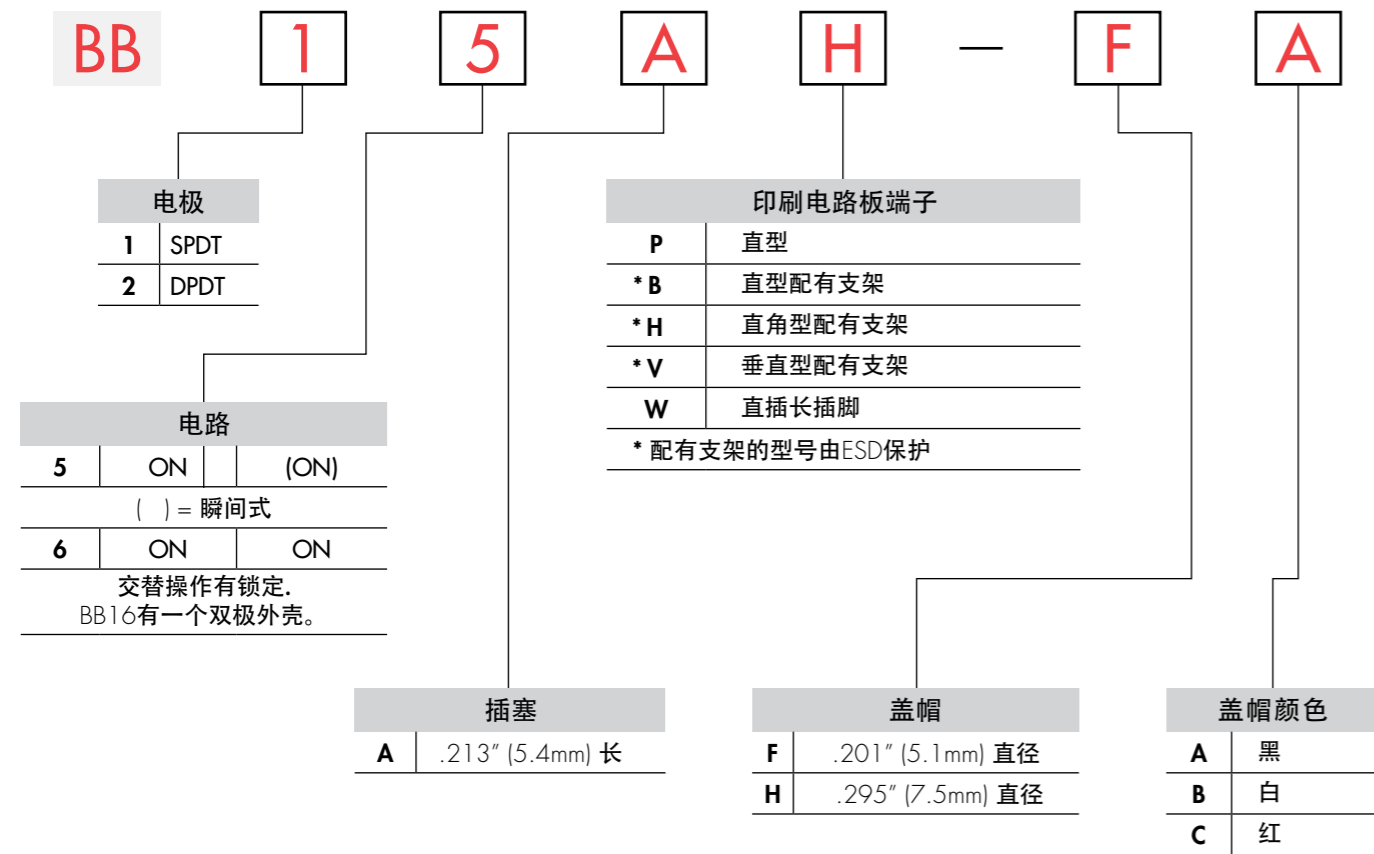 BB 1 5 A H — F A
电极
1 SPDT
2 DPDT
印刷电路板端子
P 直型
* B 直型配有支架
* H 直角型配有支架
* V 垂直型配有支架
W 直插长插脚
* 配有支架的型号由ESD保护
电路
5 ON (ON)
( ) = 瞬间式
6 ON ON
交替操作有锁定.
BB16有一个双极外壳。
插塞
A .213" (5.4mm) 长
盖帽
F .201" (5.1mm) 直径
H .295" (7.5mm) 直径
盖帽颜色
A 黑
B 白
C 红